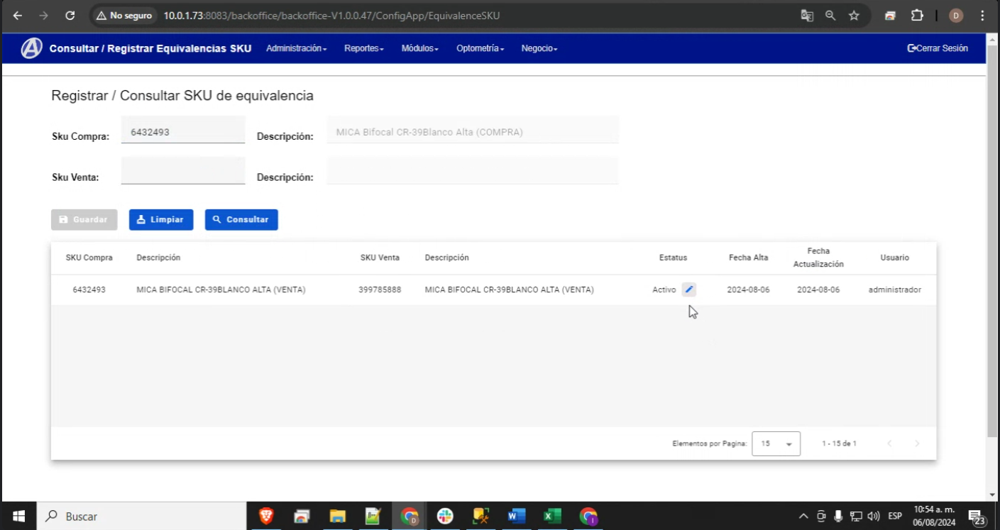 No seguro 10.0.1.73:8083/backoffice/backoffice-V1.0.0.47/ConfigApp/EquivalenceSKU D
Consultar / Registrar Equivalencias SKU Administración Reportes Módulos Optometría Negocio Cerrar Sesión
Registrar / Consultar SKU de equivalencia
Sku Compra: 6432493 Descripción: MICA Bifocal CR-39Blanco Alta (COMPRA)
Sku Venta: Descripción:
Guardar Limpiar Consultar
SKU Compra Descripción SKU Venta Descripción Estatus Fecha Alta Fecha Actualización Usuario
6432493 MICA BIFOCAL CR-39BLANCO ALTA (VENTA) 399785888 MICA BIFOCAL CR-39BLANCO ALTA (VENTA) Activo 2024-08-06 2024-08-06 administrador
Elementos por Pagina: 15 1 - 15 de 1
Buscar ESP 10:54 a. m.
06/08/2024 23